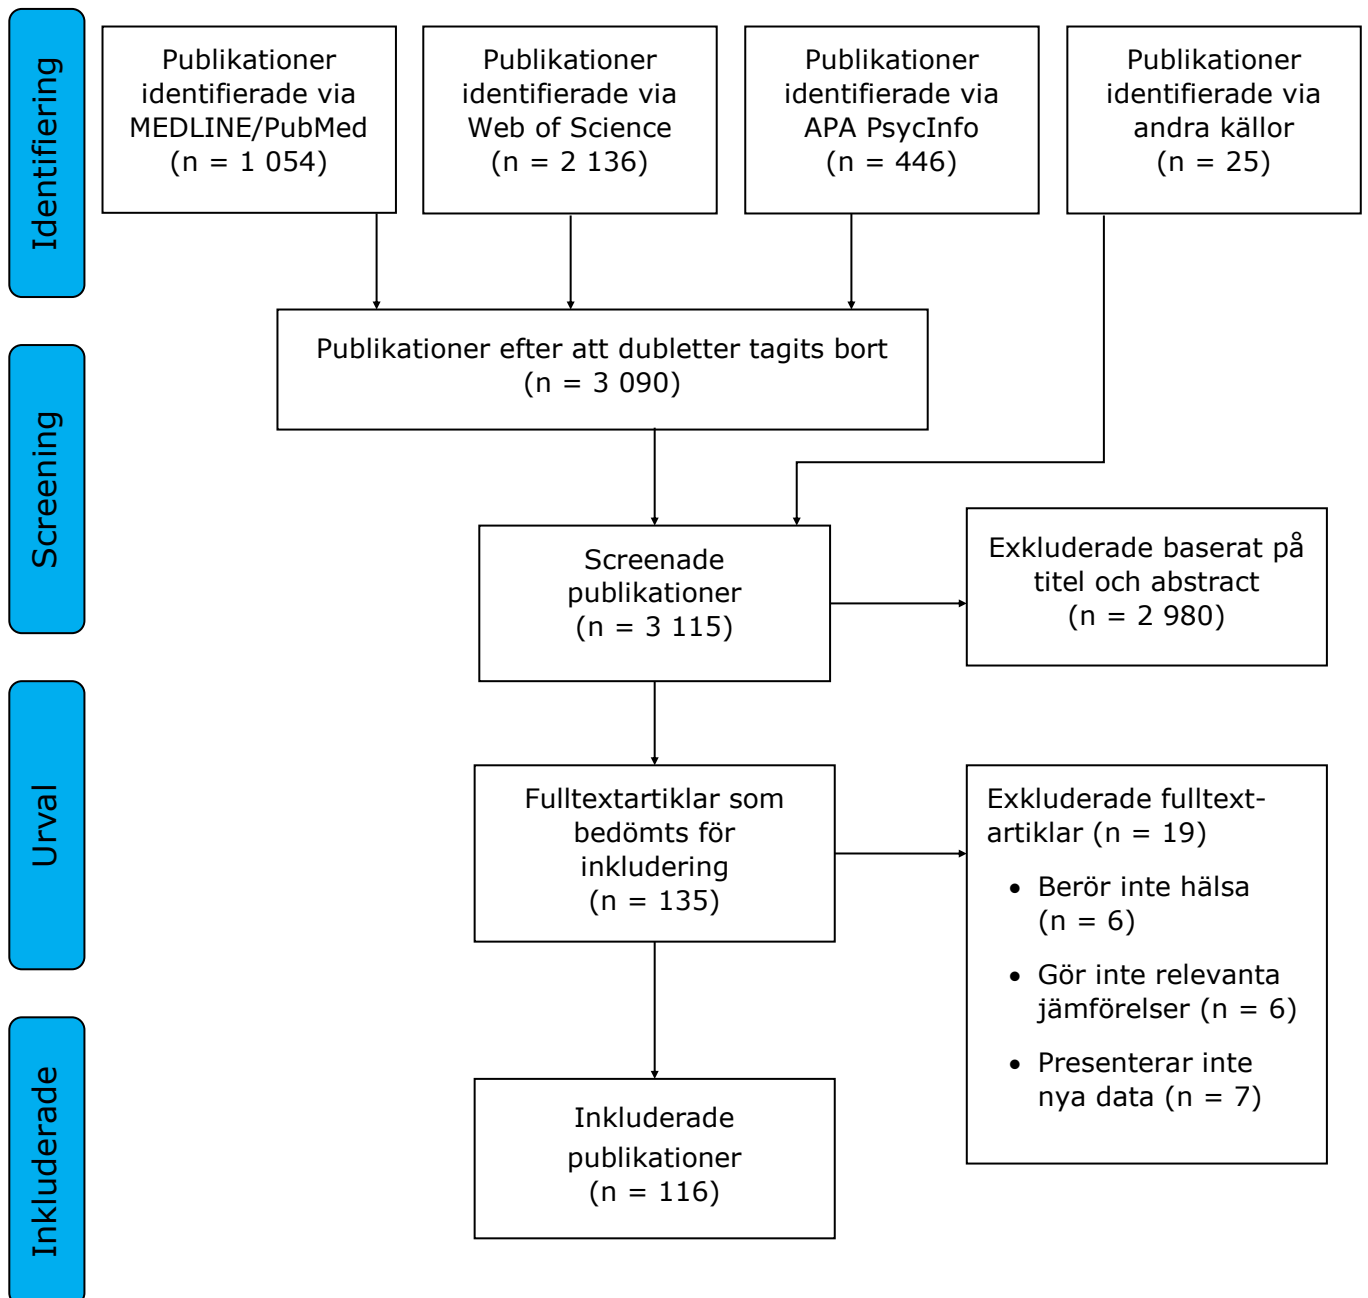 Identifiering
Publikationer
identifierade via
MEDLINE/PubMed
(n = 1 054)
Publikationer
identifierade via
Web of Science
(n = 2 136)
Publikationer
identifierade via
APA PsycInfo
(n = 446)
Publikationer
identifierade via
andra källor
(n = 25)
Publikationer efter att dubletter tagits bort
(n = 3 090)
Screening
Screenade
publikationer
(n = 3 115)
Exkluderade baserat på
titel och abstract
(n = 2 980)
Urval
Fulltextartiklar som
bedömts för
inkludering
(n = 135)
Exkluderade fulltext-
artiklar (n = 19)
• Berör inte hälsa
(n = 6)
• Gör inte relevanta
jämförelser (n = 6)
• Presenterar inte
nya data (n = 7)
Inkluderade
Inkluderade
publikationer
(n = 116)